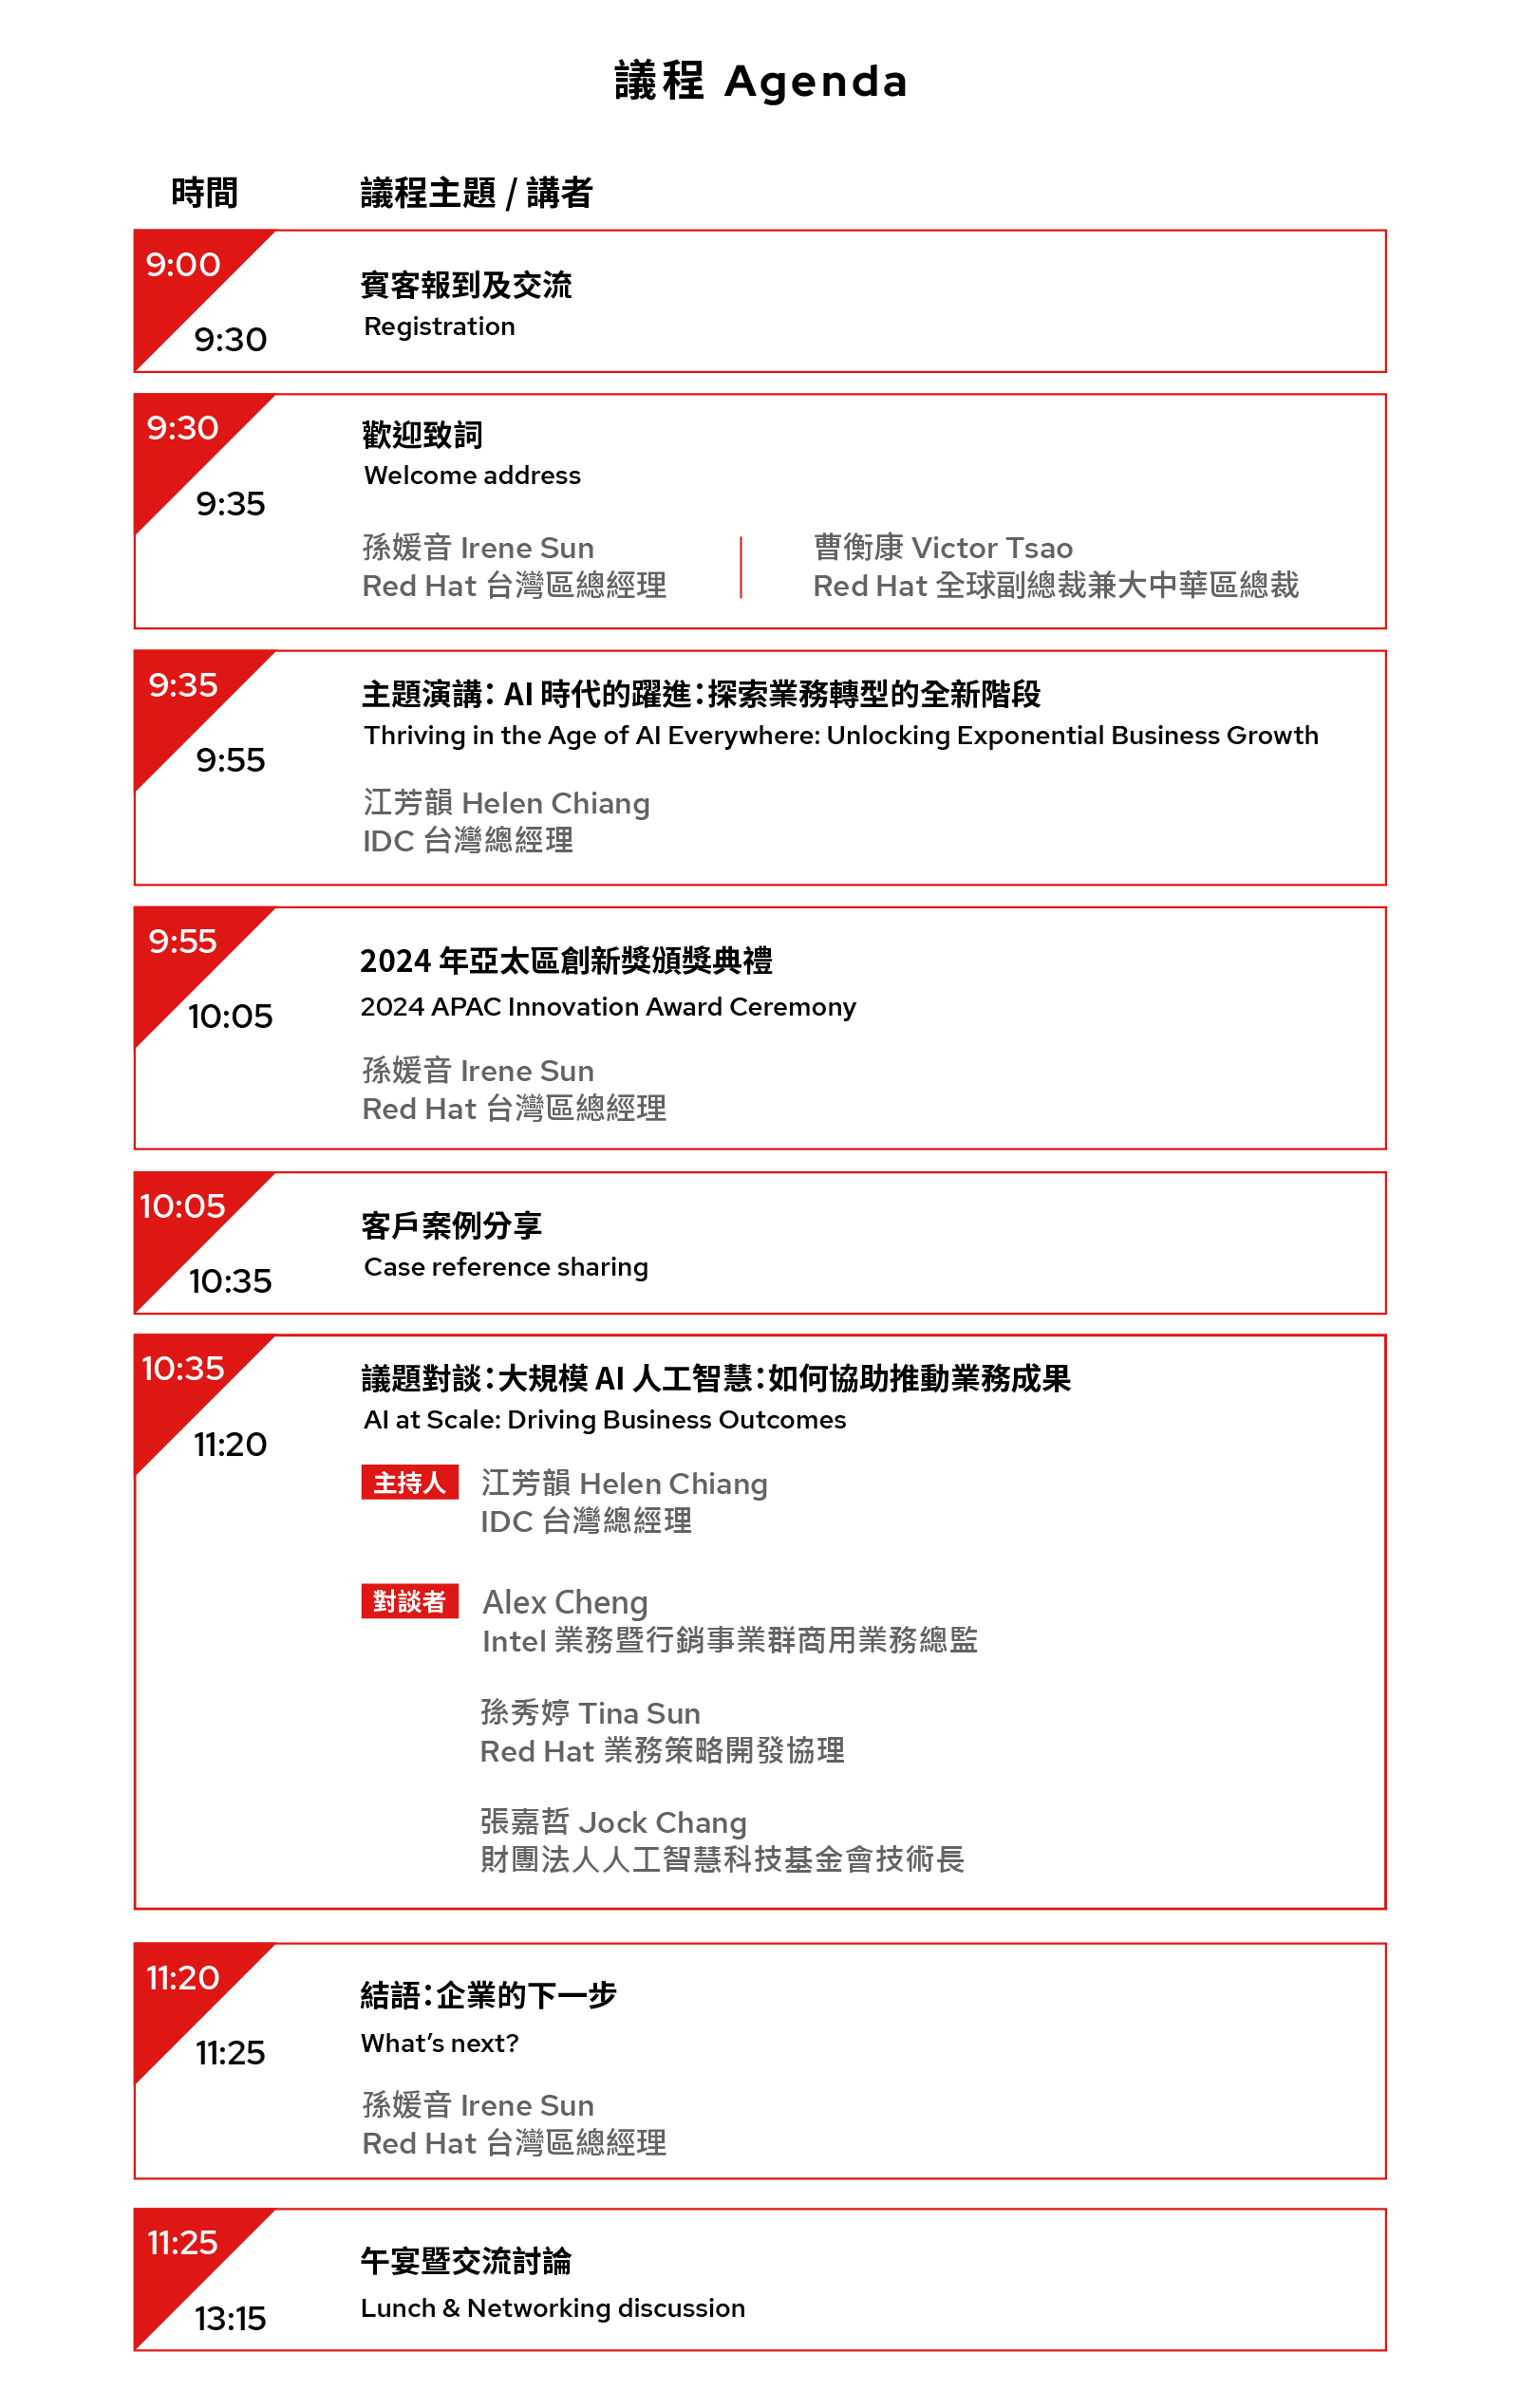 議程 Agenda
時間
議程主題 / 講者
9:00
9:30
賓客報到及交流
Registration
9:30
9:35
歡迎致詞
Welcome address
孫媛音 Irene Sun
Red Hat 台灣區總經理
曹衡康 Victor Tsao
Red Hat 全球副總裁兼大中華區總裁
9:35
9:55
主題演講：AI 時代的躍進：探索業務轉型的全新階段
Thriving in the Age of AI Everywhere: Unlocking Exponential Business Growth
江芳韻 Helen Chiang
IDC 台灣總經理
9:55
10:05
2024 年亞太區創新獎頒獎典禮
2024 APAC Innovation Award Ceremony
孫媛音 Irene Sun
Red Hat 台灣區總經理
10:05
10:35
客戶案例分享
Case reference sharing
10:35
11:20
議題對談：大規模 AI 人工智慧：如何協助推動業務成果
AI at Scale: Driving Business Outcomes
主持人
江芳韻 Helen Chiang
IDC 台灣總經理
對談者
Alex Cheng
Intel 業務暨行銷事業群商用業務總監
孫秀婷 Tina Sun
Red Hat 業務策略開發協理
張嘉哲 Jock Chang
財團法人人工智慧科技基金會技術長
11:20
11:25
結語：企業的下一步
What’s next?
孫媛音 Irene Sun
Red Hat 台灣區總經理
11:25
13:15
午宴暨交流討論
Lunch & Networking discussion